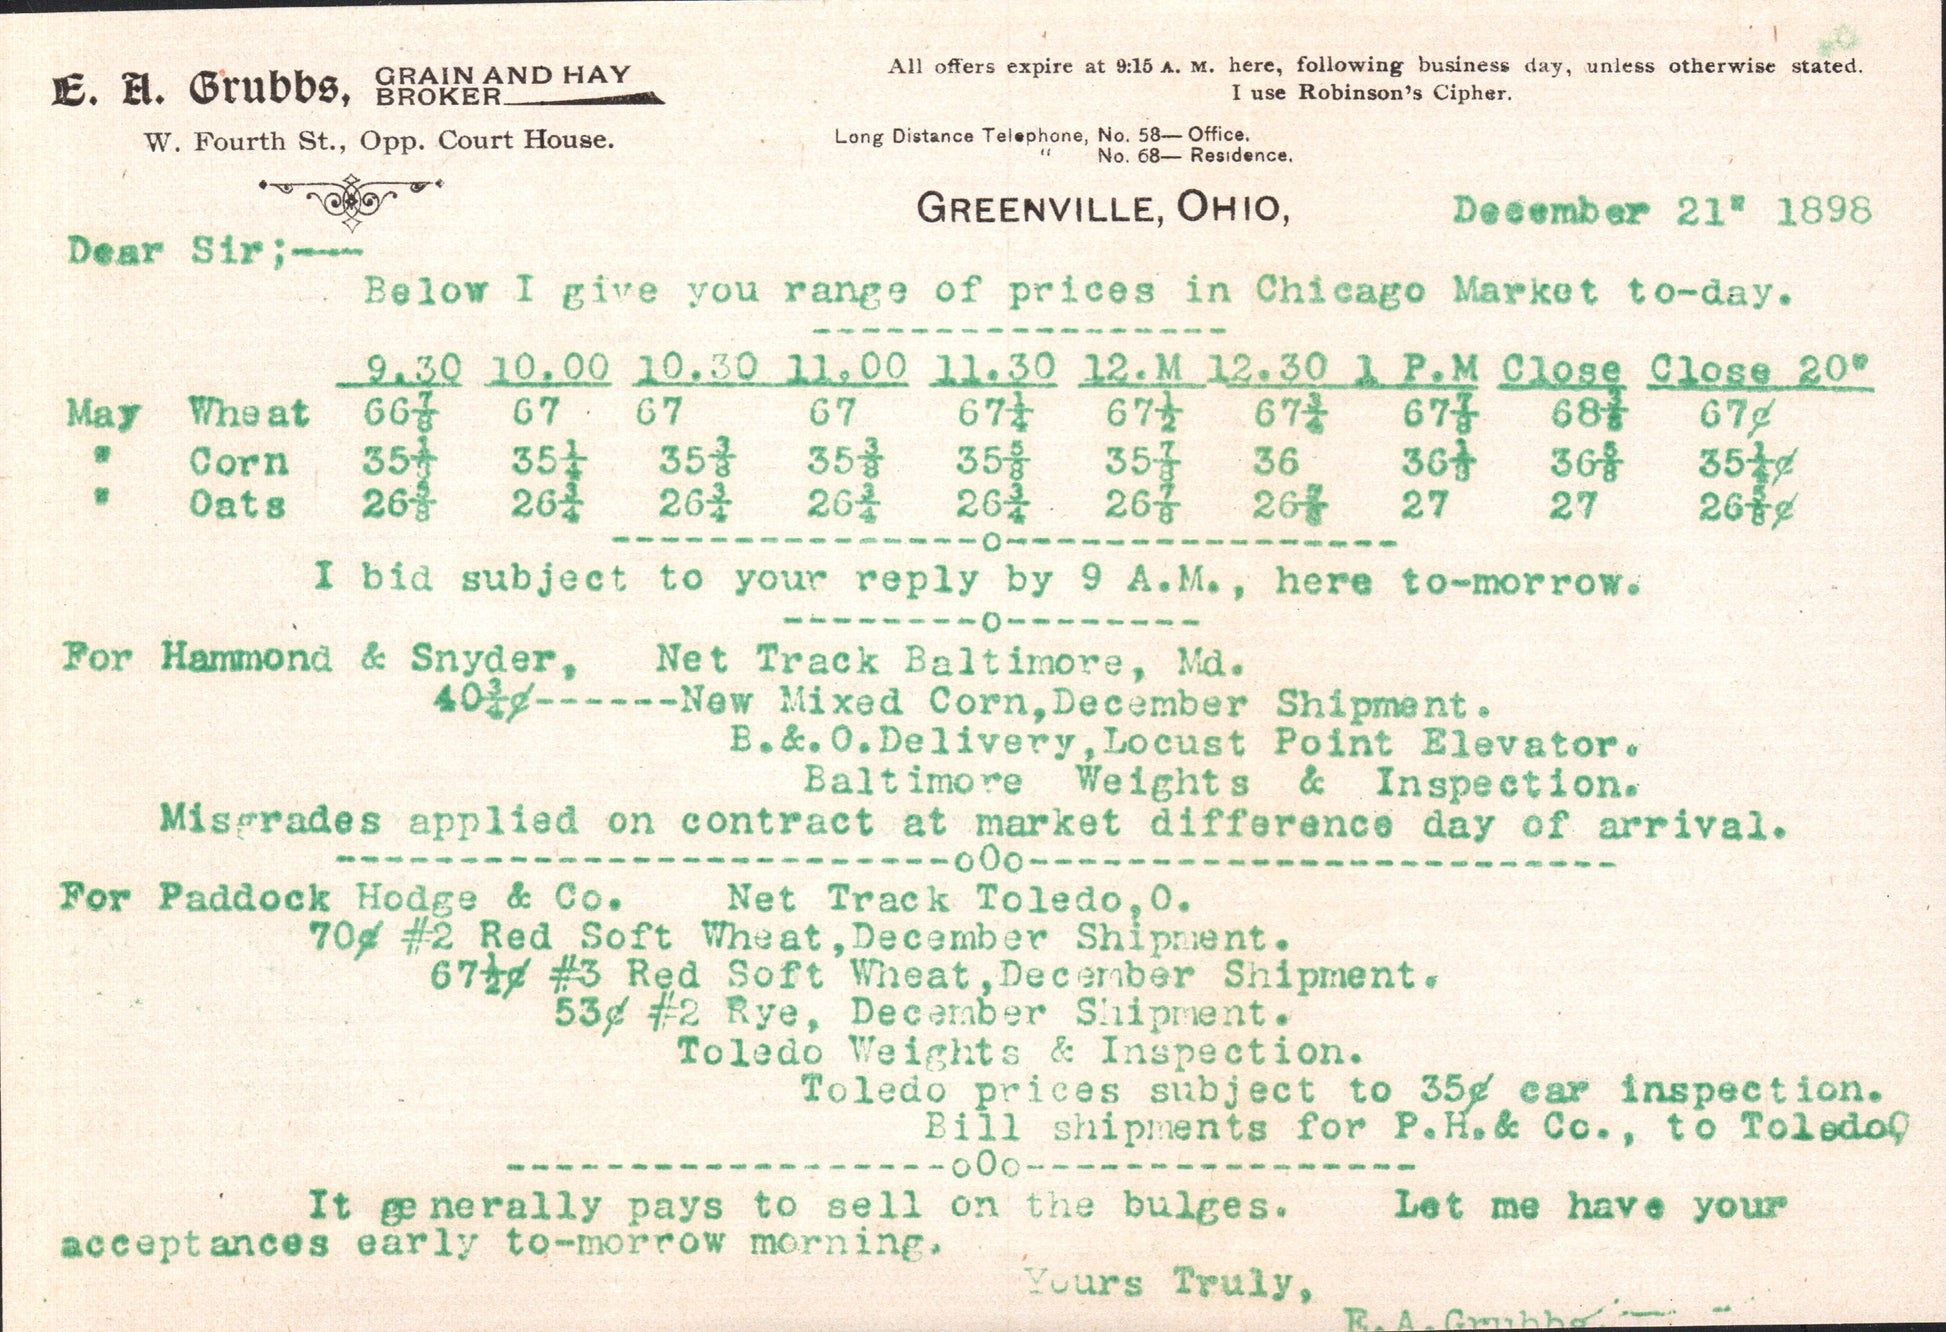 E. A. Grubbs, GRAIN AND HAY BROKER
W. Fourth St., Opp. Court House.
All offers expire at 9:15 A. M. here, following business day, unless otherwise stated.
I use Robinson's Cipher.
Long Distance Telephone, No. 58— Office.
" No. 68— Residence.
GREENVILLE, OHIO, December 21" 1898
Dear Sir;----
Below I give you range of prices in Chicago Market to-day.
-----------------
9.30 10.00 10.30 11.00 11.30 12.M 12.30 1 P.M Close Close 20"
May Wheat 66⅞ 67 67 67 67¼ 67½ 67¾ 67⅞ 68⅜ 67¢
" Corn 35 35¼ 35⅜ 35⅜ 35⅝ 35⅞ 36 36⅛ 36⅝ 35¼¢
" Oats 26⅝ 26¾ 26¾ 26¾ 26¾ 26⅞ 26⅞ 27 27 26⅝¢
---------------o----------------
I bid subject to your reply by 9 A.M., here to-morrow.
--------o--------
For Hammond & Snyder, Net Track Baltimore, Md.
40¾¢------New Mixed Corn,December Shipment.
B.&.O.Delivery,Locust Point Elevator.
Baltimore Weights & Inspection.
Misgrades applied on contract at market difference day of arrival.
-------------------------oOo------------------------
For Paddock Hodge & Co. Net Track Toledo,O.
70¢ #2 Red Soft Wheat,December Shipment.
67½¢ #3 Red Soft Wheat,December Shipment.
53¢ #2 Rye, December Shipment.
Toledo Weights & Inspection.
Toledo prices subject to 35¢ car inspection.
Bill shipments for P.H.& Co., to Toledo,O
------------------oOo----------------
It generally pays to sell on the bulges. Let me have your
acceptances early to-morrow morning.
Yours Truly,
E.A.Grubbs.